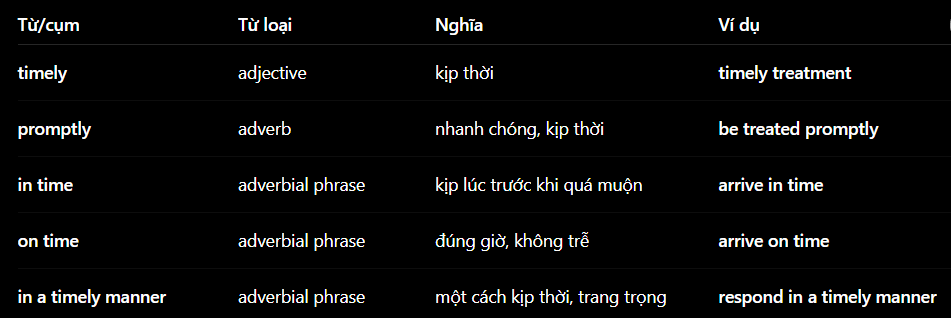 Từ/cụm Từ loại Nghĩa Ví dụ
timely adjective kịp thời timely treatment
promptly adverb nhanh chóng, kịp thời be treated promptly
in time adverbial phrase kịp lúc trước khi quá muộn arrive in time
on time adverbial phrase đúng giờ, không trễ arrive on time
in a timely manner adverbial phrase một cách kịp thời, trang trọng respond in a timely manner